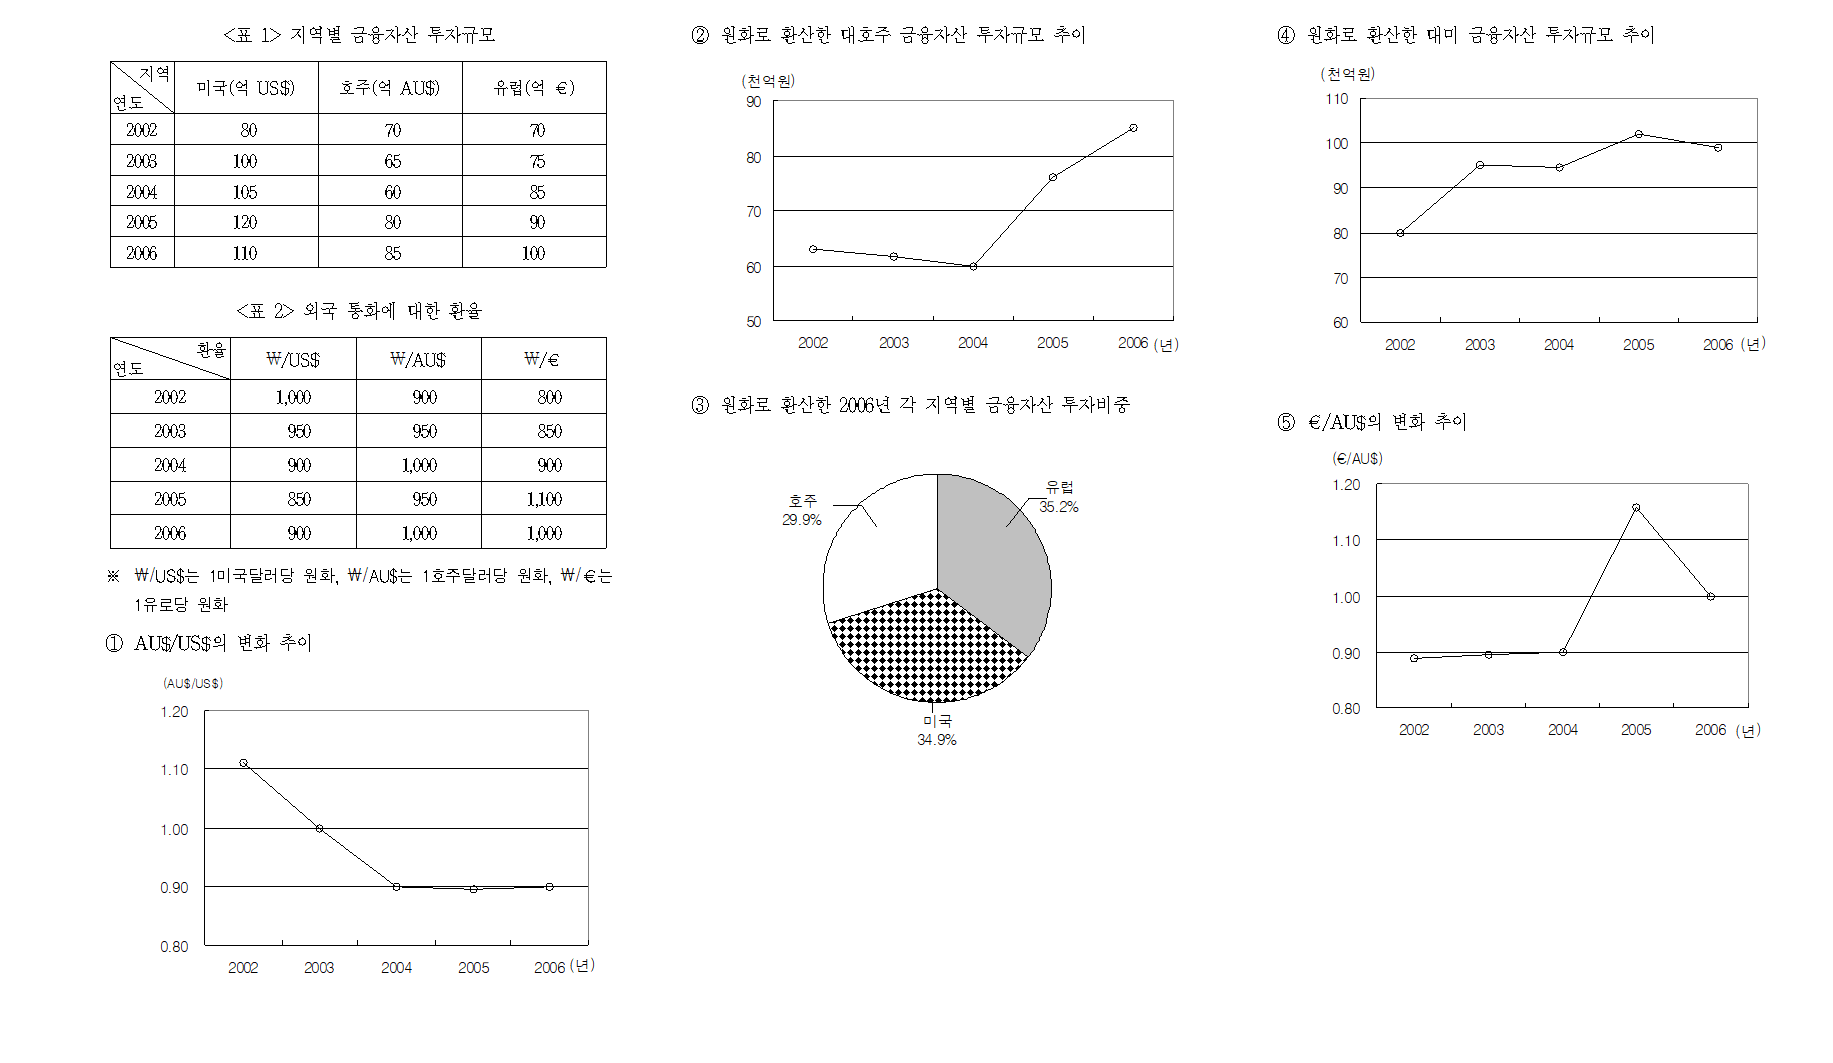 <표 1> 지역별 금융자산 투자규모
지역
연도
미국(억 US$) 호주(억 AU$) 유럽(억 €)
2002 80 70 70
2003 100 65 75
2004 105 60 85
2005 120 80 90
2006 110 85 100
<표 2> 외국 통화에 대한 환율
환율
연도
₩/US$ ₩/AU$ ₩/€
2002 1,000 900 800
2003 950 950 850
2004 900 1,000 900
2005 850 950 1,100
2006 900 1,000 1,000
※ ₩/US$는 1미국달러당 원화, ₩/AU$는 1호주달러당 원화, ₩/€는
1유로당 원화
① AU$/US$의 변화 추이
(AU$/US$)
1.20
1.10
1.00
0.90
0.80
2002 2003 2004 2005 2006 (년)
② 원화로 환산한 대호주 금융자산 투자규모 추이
(천억원)
90
80
70
60
50
2002 2003 2004 2005 2006 (년)
③ 원화로 환산한 2006년 각 지역별 금융자산 투자비중
호주
29.9%
유럽
35.2%
미국
34.9%
④ 원화로 환산한 대미 금융자산 투자규모 추이
(천억원)
110
100
90
80
70
60
2002 2003 2004 2005 2006 (년)
⑤ €/AU$의 변화 추이
(€/AU$)
1.20
1.10
1.00
0.90
0.80
2002 2003 2004 2005 2006 (년)